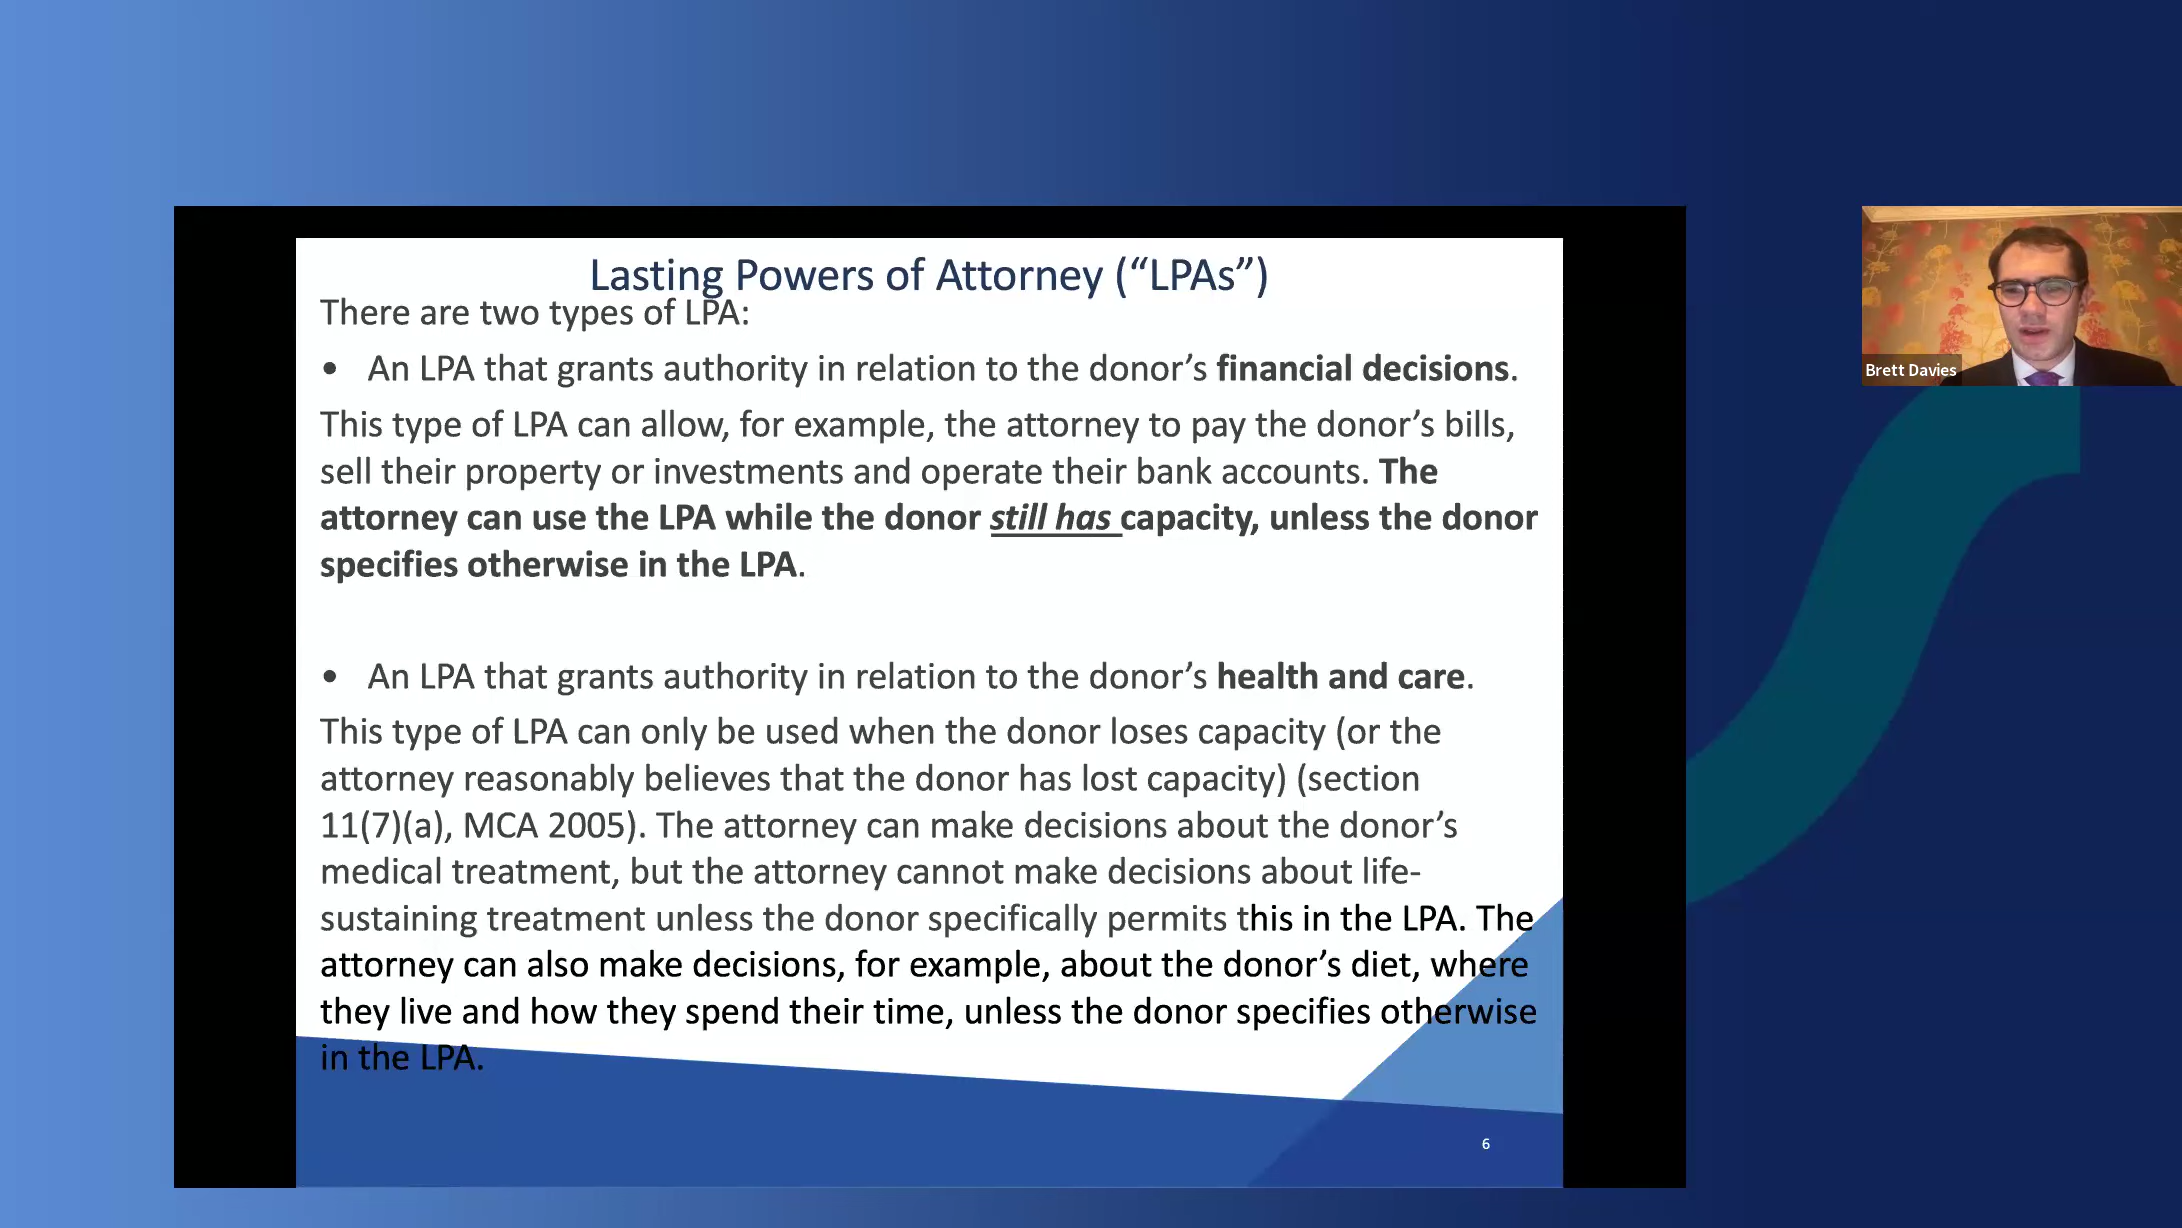 Lasting Powers of Attorney (“LPAs”)
There are two types of LPA:
• An LPA that grants authority in relation to the donor’s financial decisions.
This type of LPA can allow, for example, the attorney to pay the donor’s bills,
sell their property or investments and operate their bank accounts. The
attorney can use the LPA while the donor still has capacity, unless the donor
specifies otherwise in the LPA.
• An LPA that grants authority in relation to the donor’s health and care.
This type of LPA can only be used when the donor loses capacity (or the
attorney reasonably believes that the donor has lost capacity) (section
11(7)(a), MCA 2005). The attorney can make decisions about the donor’s
medical treatment, but the attorney cannot make decisions about life-
sustaining treatment unless the donor specifically permits this in the LPA. The
attorney can also make decisions, for example, about the donor’s diet, where
they live and how they spend their time, unless the donor specifies otherwise
in the LPA.
6
Brett Davies